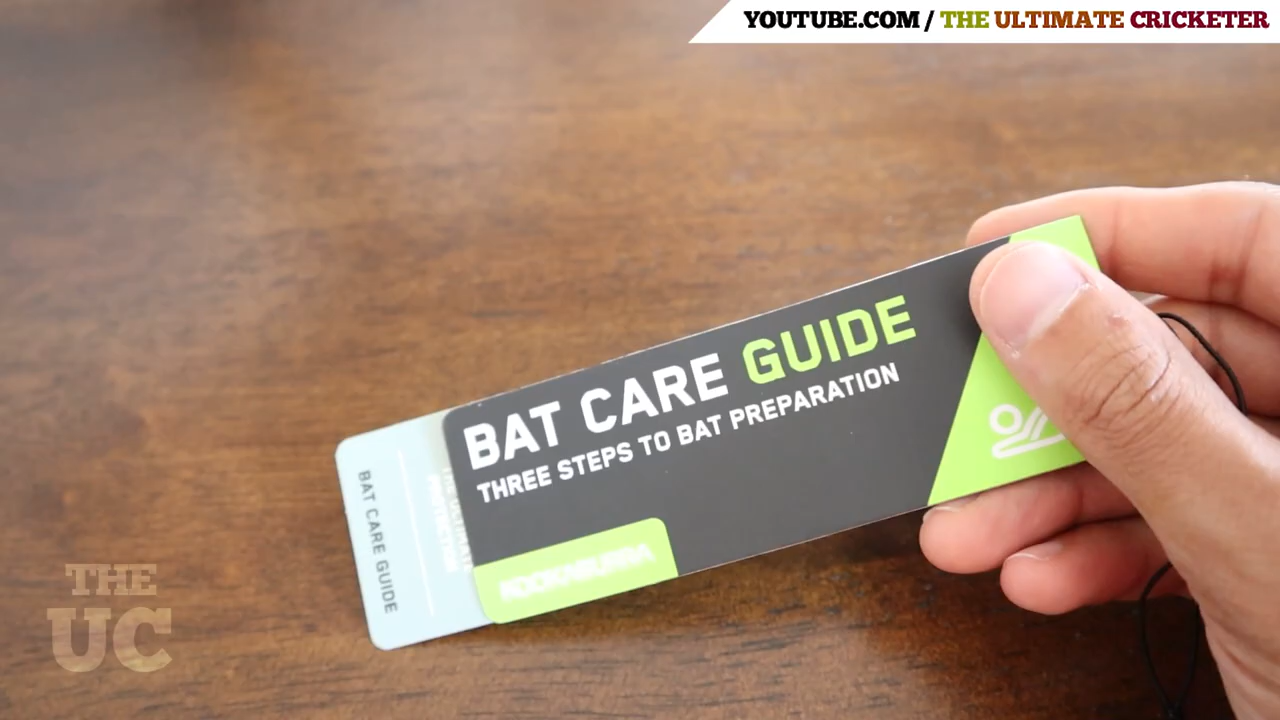 YOUTUBE.COM / THE ULTIMATE CRICKETER
BAT CARE GUIDE
THREE STEPS TO BAT PREPARATION
KOOKABURRA
BAT CARE GUIDE
THE UC